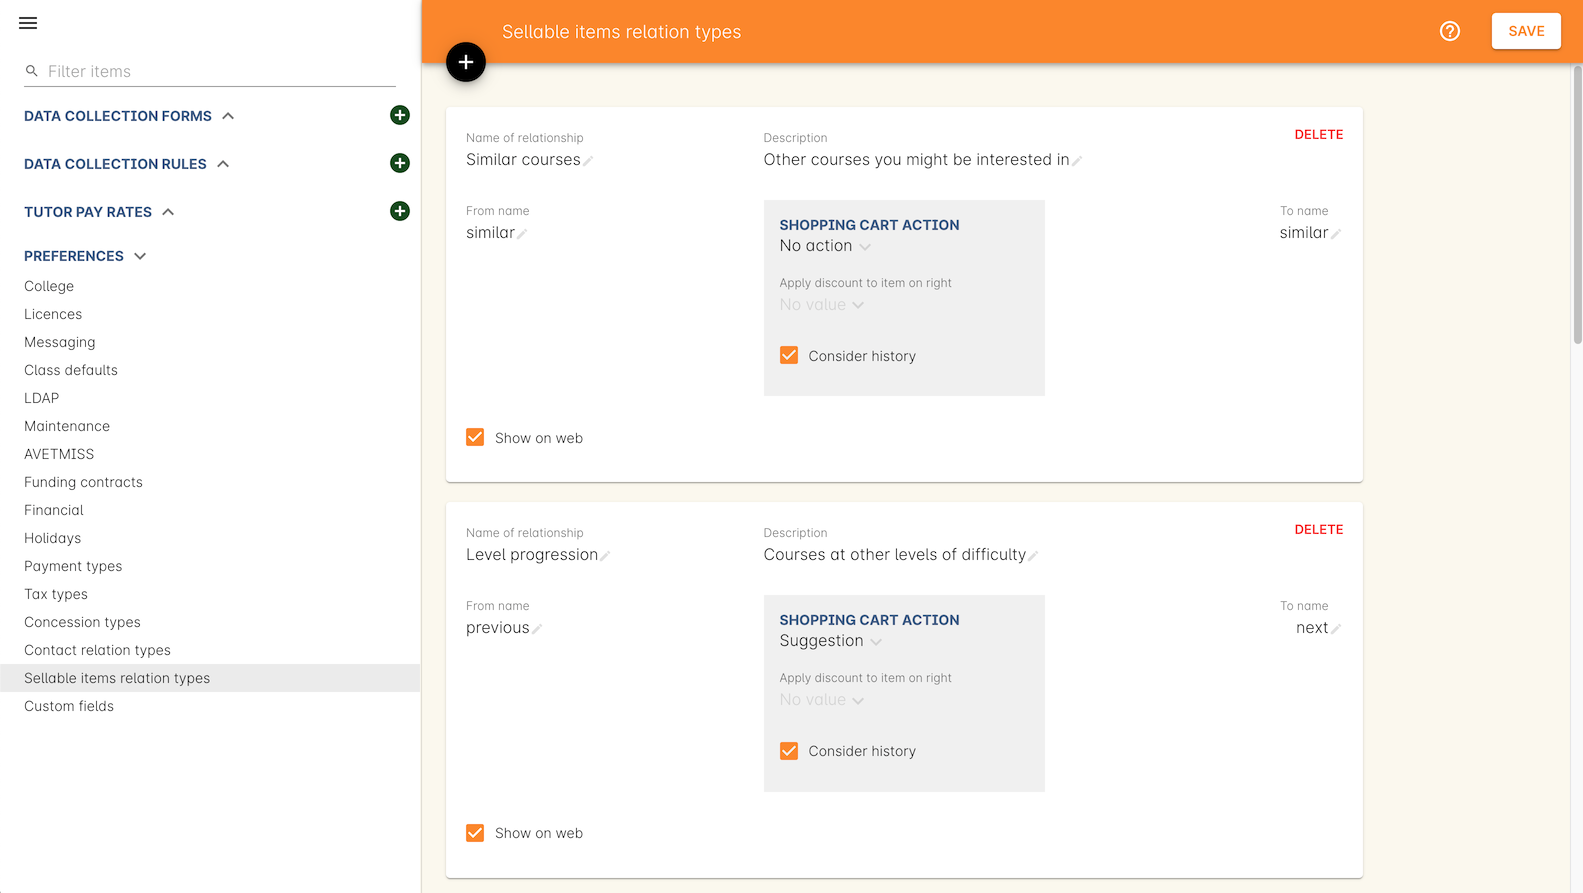 Sellable items relation types
SAVE
Filter items
DATA COLLECTION FORMS
DATA COLLECTION RULES
TUTOR PAY RATES
PREFERENCES
College
Licences
Messaging
Class defaults
LDAP
Maintenance
AVETMISS
Funding contracts
Financial
Holidays
Payment types
Tax types
Concession types
Contact relation types
Sellable items relation types
Custom fields
Name of relationship
Similar courses
Description
Other courses you might be interested in
DELETE
From name
similar
SHOPPING CART ACTION
No action
Apply discount to item on right
No value
Consider history
To name
similar
Show on web
Name of relationship
Level progression
Description
Courses at other levels of difficulty
DELETE
From name
previous
SHOPPING CART ACTION
Suggestion
Apply discount to item on right
No value
Consider history
To name
next
Show on web